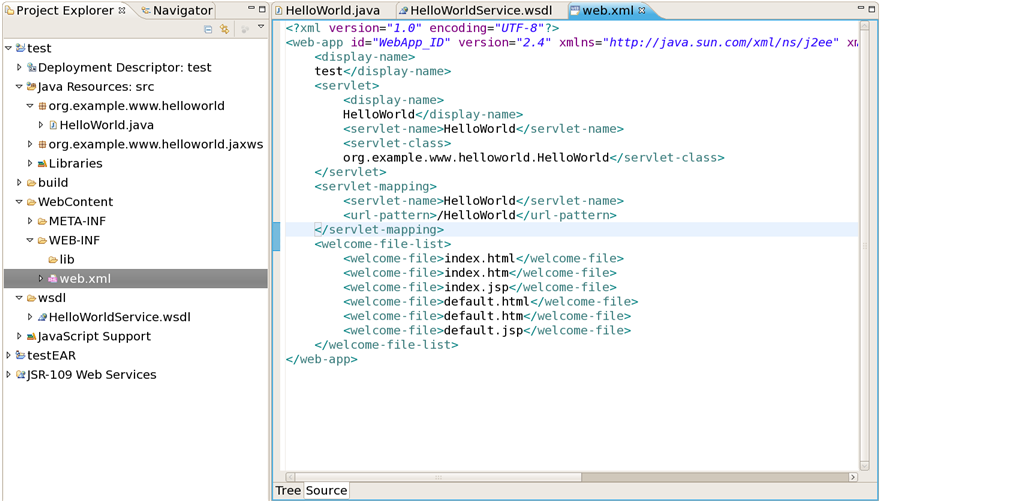 Project Explorer
Navigator
test
Deployment Descriptor: test
Java Resources: src
org.example.www.helloworld
HelloWorld.java
org.example.www.helloworld.jaxws
Libraries
build
WebContent
META-INF
WEB-INF
lib
web.xml
wsdl
HelloWorldService.wsdl
JavaScript Support
testEAR
JSR-109 Web Services
HelloWorld.java
HelloWorldService.wsdl
web.xml
<?xml version="1.0" encoding="UTF-8"?>
<web-app id="WebApp_ID" version="2.4" xmlns="http://java.sun.com/xml/ns/j2ee"
<display-name>
test</display-name>
<servlet>
<display-name>
HelloWorld</display-name>
<servlet-name>HelloWorld</servlet-name>
<servlet-class>
org.example.www.helloworld.HelloWorld</servlet-class>
</servlet>
<servlet-mapping>
<servlet-name>HelloWorld</servlet-name>
<url-pattern>/HelloWorld</url-pattern>
</servlet-mapping>
<welcome-file-list>
<welcome-file>index.html</welcome-file>
<welcome-file>index.htm</welcome-file>
<welcome-file>index.jsp</welcome-file>
<welcome-file>default.html</welcome-file>
<welcome-file>default.htm</welcome-file>
<welcome-file>default.jsp</welcome-file>
</welcome-file-list>
</web-app>
Tree
Source